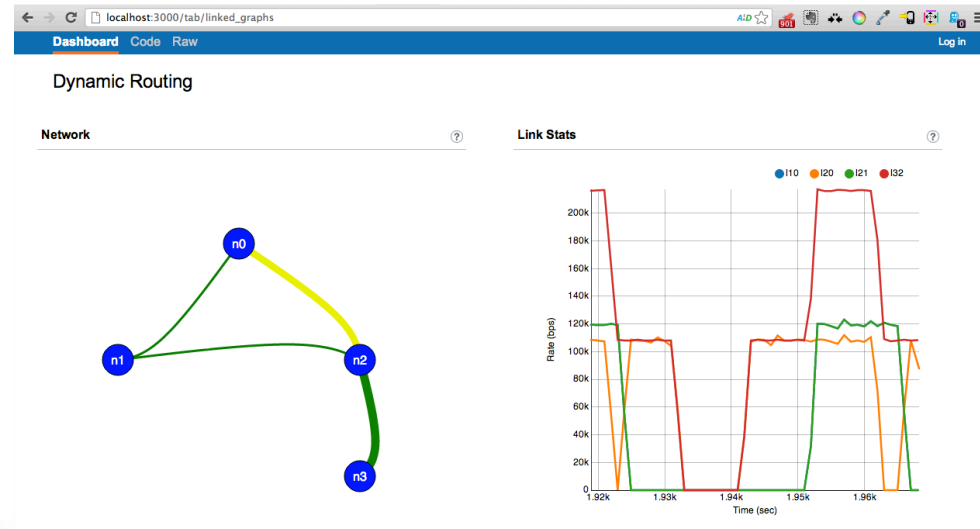 localhost:3000/tab/linked_graphs
901
0
Dashboard Code Raw Log in
Dynamic Routing
Network ?
Link Stats ?
l10 l20 l21 l32
n0
n1
n2
n3
Rate (bps)
200k
180k
160k
140k
120k
100k
80k
60k
40k
20k
0
1.92k 1.93k 1.94k 1.95k 1.96k
Time (sec)